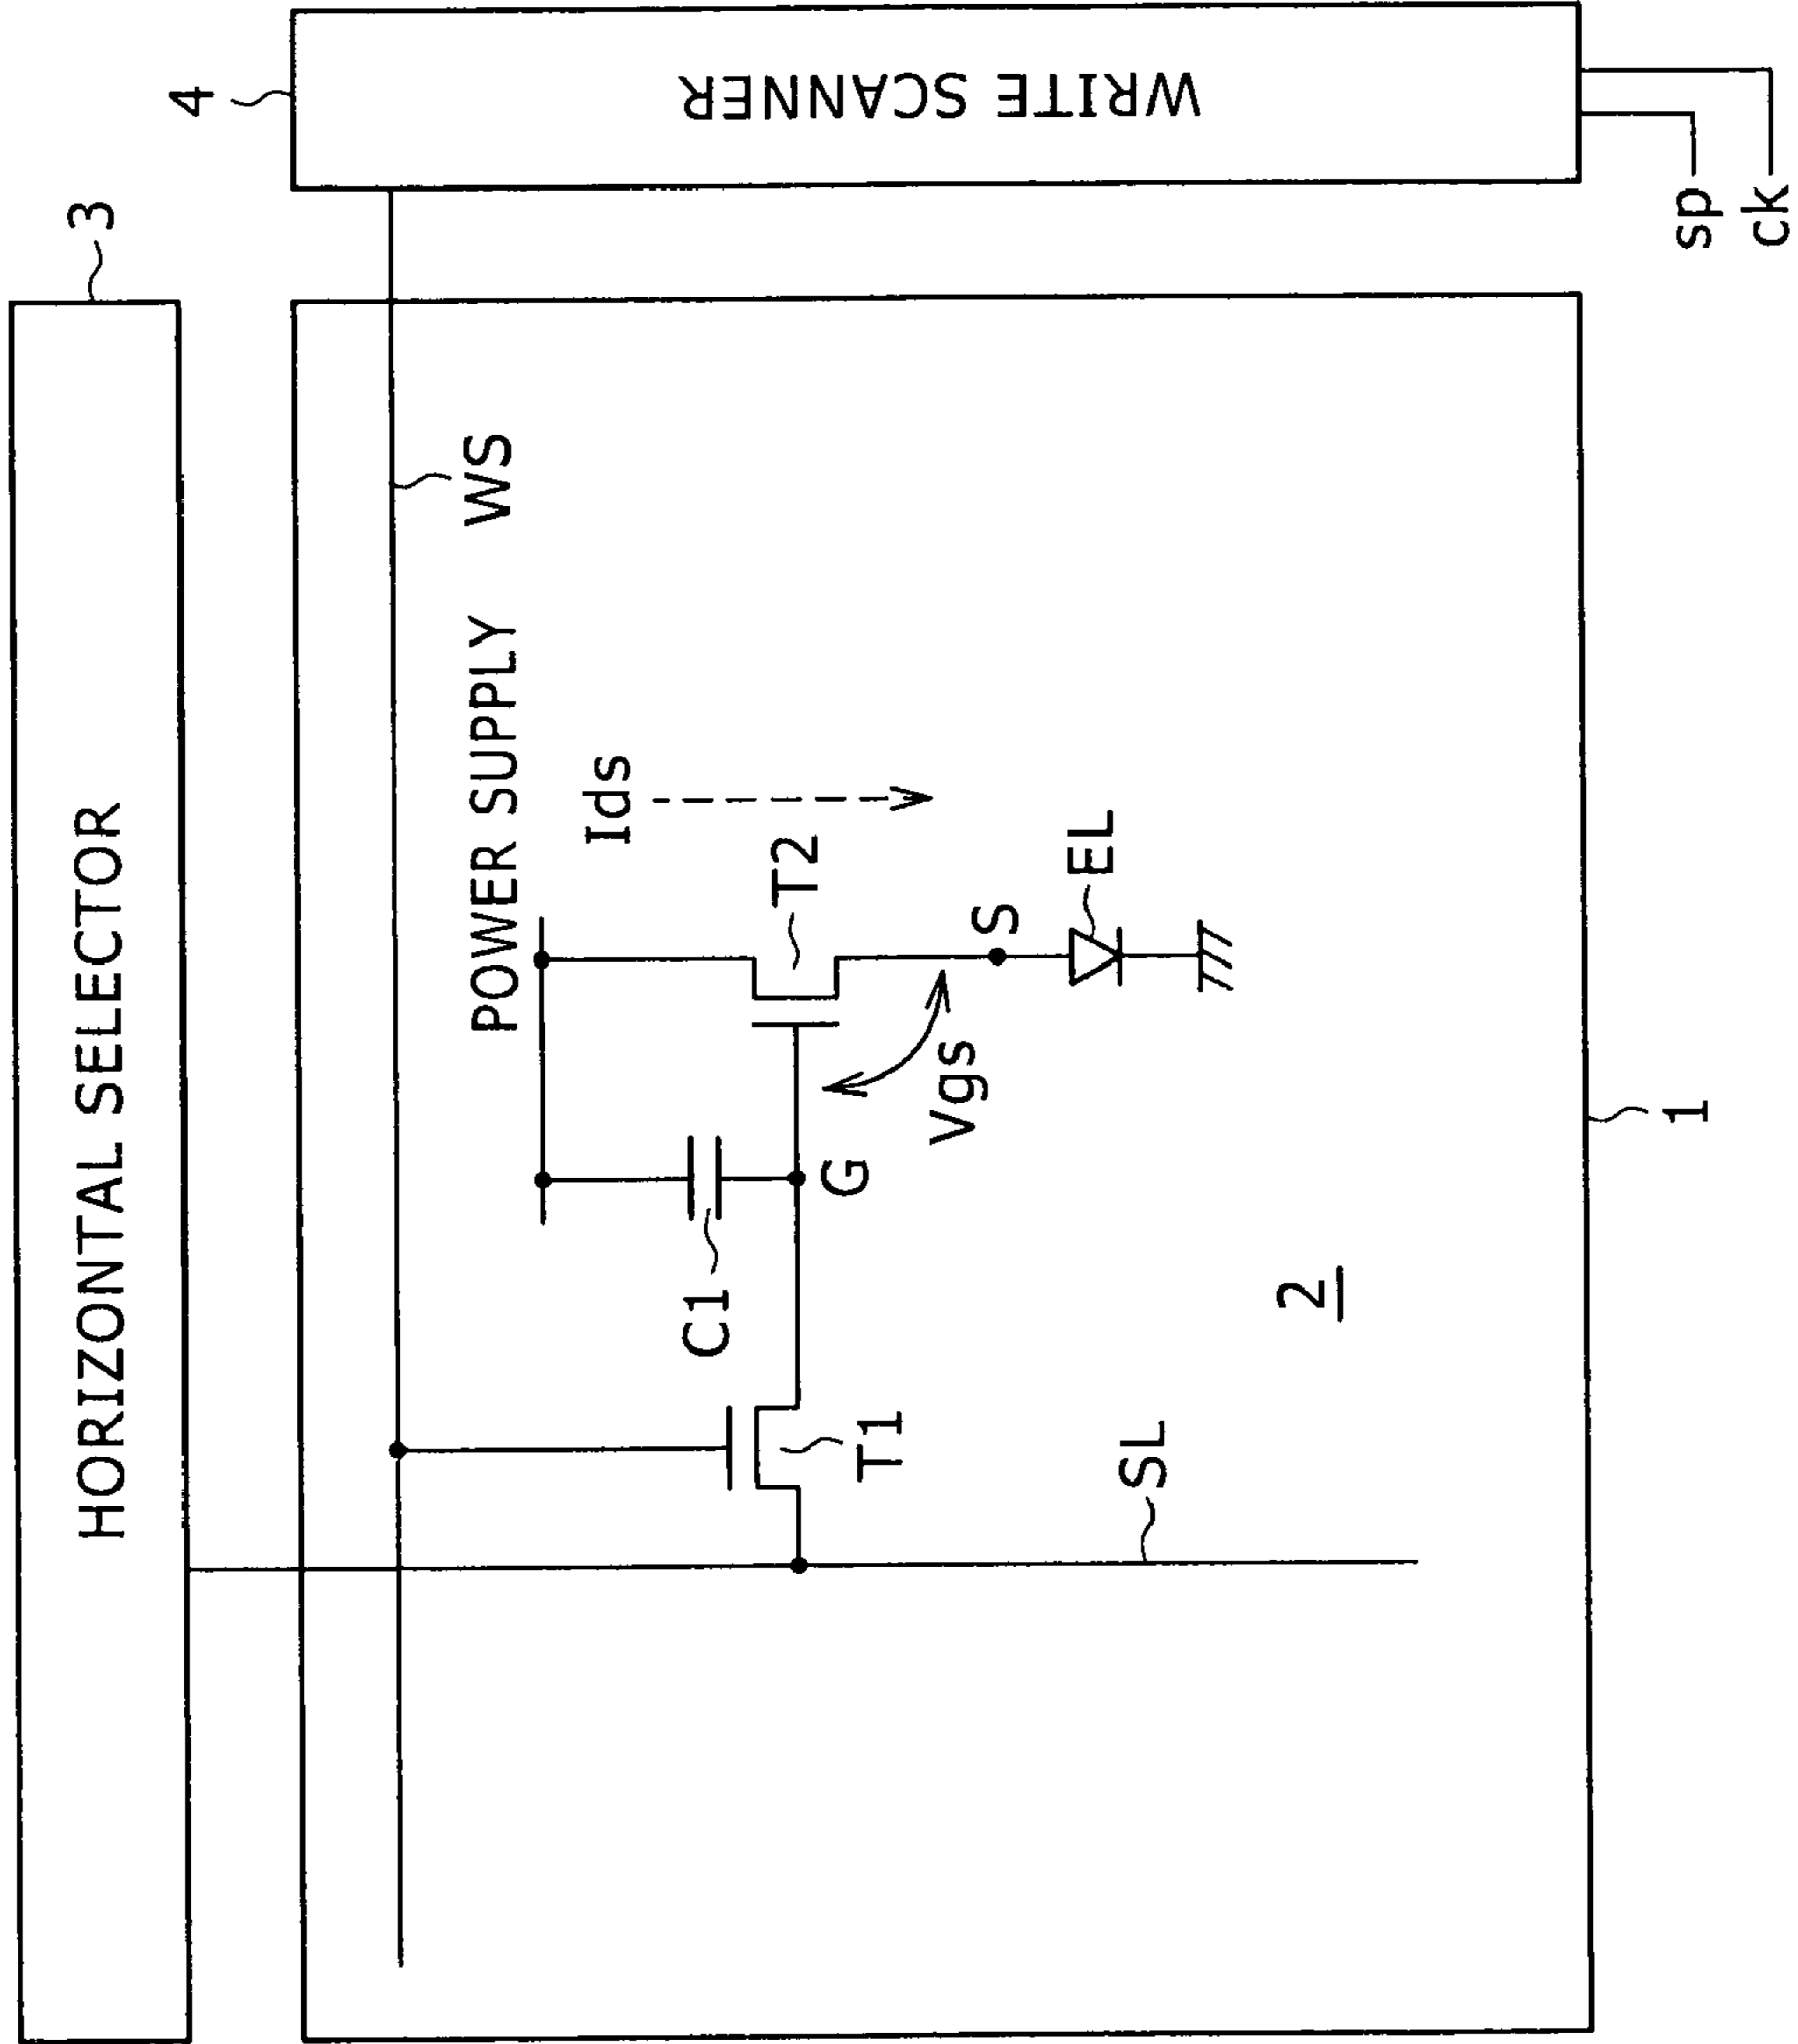 HORIZONTAL SELECTOR
3
4
WRITE SCANNER
WS
POWER SUPPLY
Ids
C1
T2
G
Vgs
S
EL
T1
SL
2
1
sp
ck